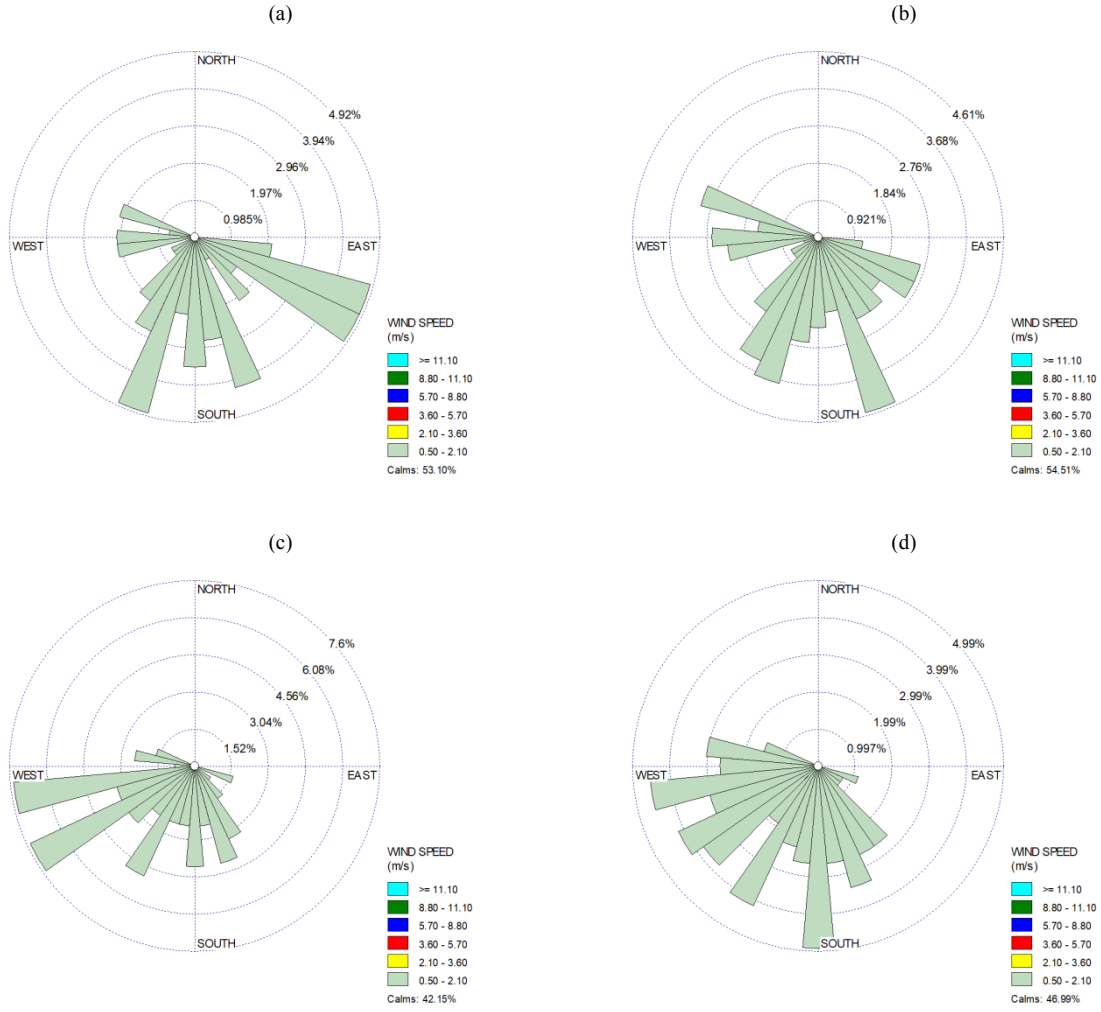 (a)
NORTH
4.92%
3.94%
2.96%
1.97%
0.985%
WEST
EAST
SOUTH
WIND SPEED
(m/s)
>= 11.10
8.80 - 11.10
5.70 - 8.80
3.60 - 5.70
2.10 - 3.60
0.50 - 2.10
Calms: 53.10%
(b)
NORTH
4.61%
3.68%
2.76%
1.84%
0.921%
WEST
EAST
SOUTH
WIND SPEED
(m/s)
>= 11.10
8.80 - 11.10
5.70 - 8.80
3.60 - 5.70
2.10 - 3.60
0.50 - 2.10
Calms: 54.51%
(c)
NORTH
7.6%
6.08%
4.56%
3.04%
1.52%
WEST
EAST
SOUTH
WIND SPEED
(m/s)
>= 11.10
8.80 - 11.10
5.70 - 8.80
3.60 - 5.70
2.10 - 3.60
0.50 - 2.10
Calms: 42.15%
(d)
NORTH
4.99%
3.99%
2.99%
1.99%
0.997%
WEST
EAST
SOUTH
WIND SPEED
(m/s)
>= 11.10
8.80 - 11.10
5.70 - 8.80
3.60 - 5.70
2.10 - 3.60
0.50 - 2.10
Calms: 46.99%